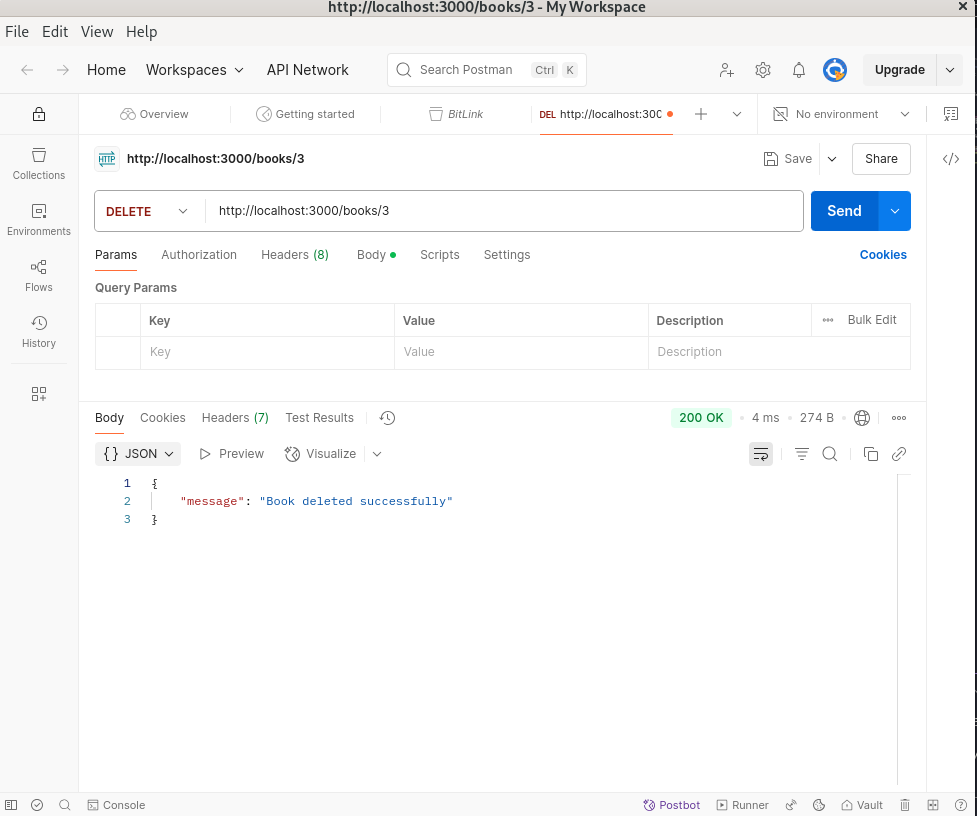 http://localhost:3000/books/3 - My Workspace
File Edit View Help
Home Workspaces API Network Search Postman Ctrl K Upgrade
Overview Getting started BitLink DEL http://localhost:300 No environment
Collections
Environments
Flows
History
HTTP http://localhost:3000/books/3 Save Share
DELETE http://localhost:3000/books/3 Send
Params Authorization Headers (8) Body Scripts Settings Cookies
Query Params
Key Value Description Bulk Edit
Key Value Description
Body Cookies Headers (7) Test Results 200 OK 4 ms 274 B
{} JSON Preview Visualize
1 {
2 "message": "Book deleted successfully"
3 }
Console Postbot Runner Vault